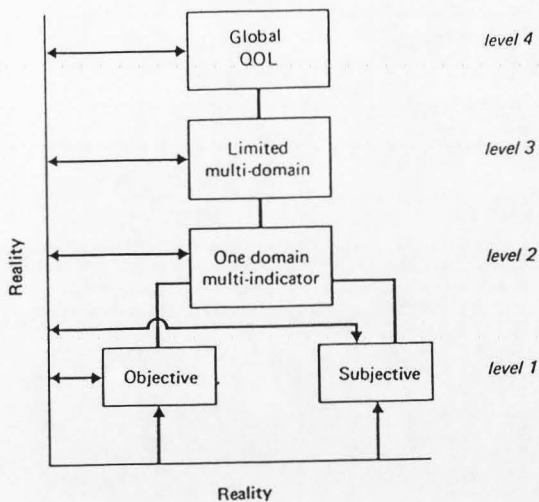 Global
QOL
level 4
Limited
multi-domain
level 3
One domain
multi-indicator
level 2
Reality
Objective
Subjective
level 1
Reality